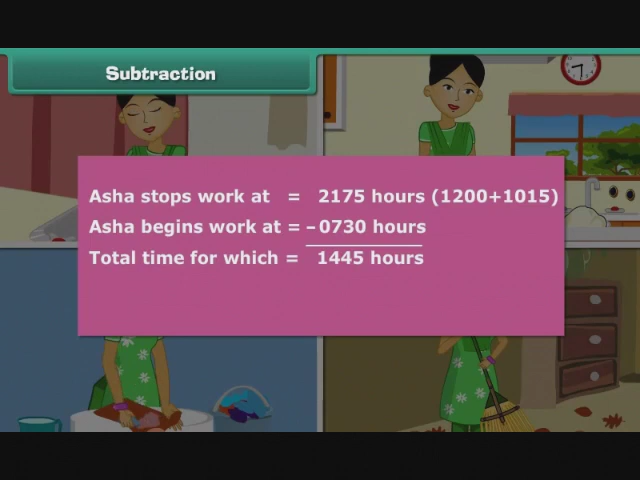 Subtraction
Asha stops work at = 2175 hours (1200+1015)
Asha begins work at = –0730 hours
Total time for which = 1445 hours